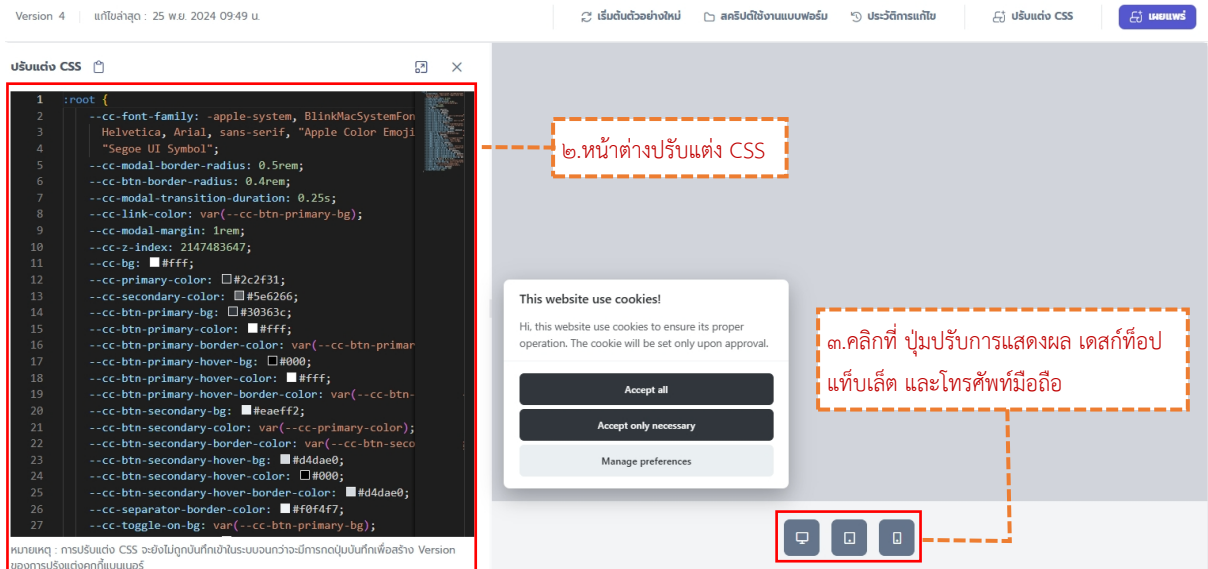 Version 4 แก้ไขล่าสุด : 25 พ.ย. 2024 09:49 น. เริ่มต้นตัวอย่างใหม่ สคริปต์ใช้งานแบบฟอร์ม ประวัติการแก้ไข ปรับแต่ง CSS เผยแพร่
ปรับแต่ง CSS
1 :root {
2 --cc-font-family: -apple-system, BlinkMacSystemFon
3 Helvetica, Arial, sans-serif, "Apple Color Emoji
4 "Segoe UI Symbol";
5 --cc-modal-border-radius: 0.5rem;
6 --cc-btn-border-radius: 0.4rem;
7 --cc-modal-transition-duration: 0.25s;
8 --cc-link-color: var(--cc-btn-primary-bg);
9 --cc-modal-margin: 1rem;
10 --cc-z-index: 2147483647;
11 --cc-bg: #fff;
12 --cc-primary-color: #2c2f31;
13 --cc-secondary-color: #5e6266;
14 --cc-btn-primary-bg: #30363c;
15 --cc-btn-primary-color: #fff;
16 --cc-btn-primary-border-color: var(--cc-btn-primar
17 --cc-btn-primary-hover-bg: #000;
18 --cc-btn-primary-hover-color: #fff;
19 --cc-btn-primary-hover-border-color: var(--cc-btn-
20 --cc-btn-secondary-bg: #eaeff2;
21 --cc-btn-secondary-color: var(--cc-primary-color);
22 --cc-btn-secondary-border-color: var(--cc-btn-seco
23 --cc-btn-secondary-hover-bg: #d4dae0;
24 --cc-btn-secondary-hover-color: #000;
25 --cc-btn-secondary-hover-border-color: #d4dae0;
26 --cc-separator-border-color: #f0f4f7;
27 --cc-toggle-on-bg: var(--cc-btn-primary-bg);
หมายเหตุ : การปรับแต่ง CSS จะยังไม่ถูกบันทึกเข้าในระบบจนกว่าจะมีการกดปุ่มบันทึกเพื่อสร้าง Version
ของการปรุงแต่งคุกกี้แบนเนอร์
๒.หน้าต่างปรับแต่ง CSS
This website use cookies!
Hi, this website use cookies to ensure its proper
operation. The cookie will be set only upon approval.
Accept all
Accept only necessary
Manage preferences
๓.คลิกที่ ปุ่มปรับการแสดงผล เดสก์ท็อป
แท็บเล็ต และโทรศัพท์มือถือ